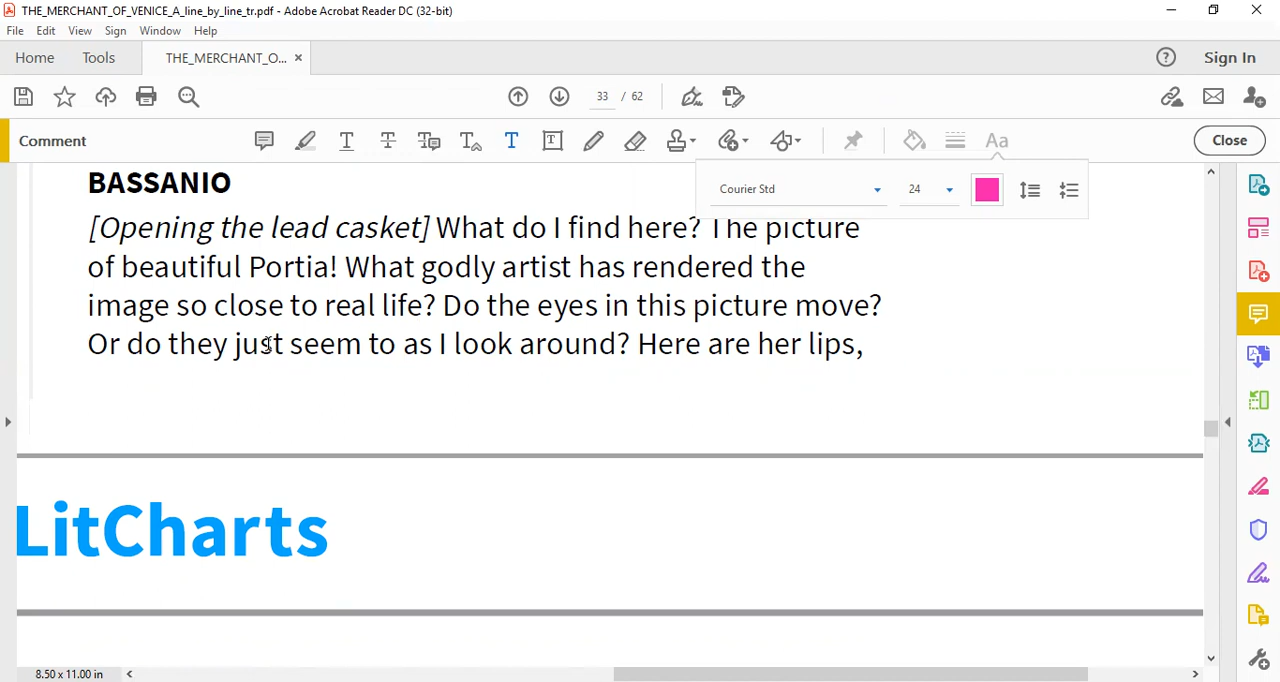 THE_MERCHANT_OF_VENICE_A_line_by_line_tr.pdf - Adobe Acrobat Reader DC (32-bit)
File Edit View Sign Window Help
Home Tools THE_MERCHANT_O... × Sign In
33 / 62
Comment Close
Courier Std 24
BASSANIO
[Opening the lead casket] What do I find here? The picture
of beautiful Portia! What godly artist has rendered the
image so close to real life? Do the eyes in this picture move?
Or do they just seem to as I look around? Here are her lips,
LitCharts
8.50 x 11.00 in